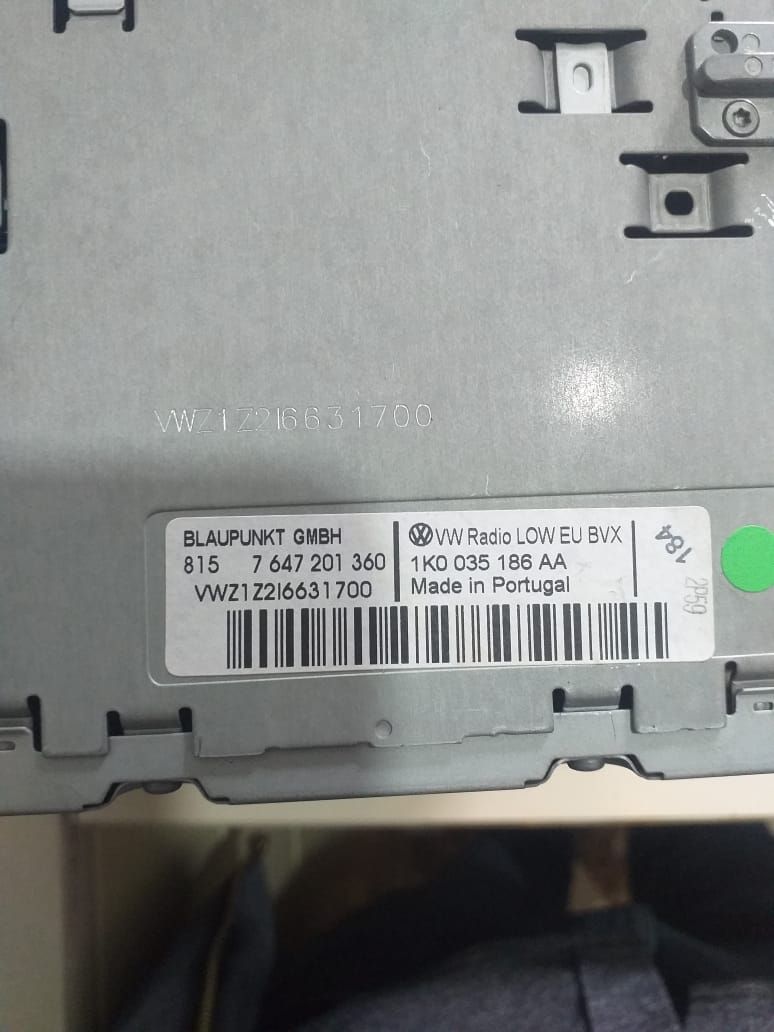 VWZ1Z2I6631700
BLAUPUNKT GMBH
815 7 647 201 360
VWZ1Z2I6631700
VW Radio LOW EU BVX
1K0 035 186 AA
Made in Portugal
184
2P59